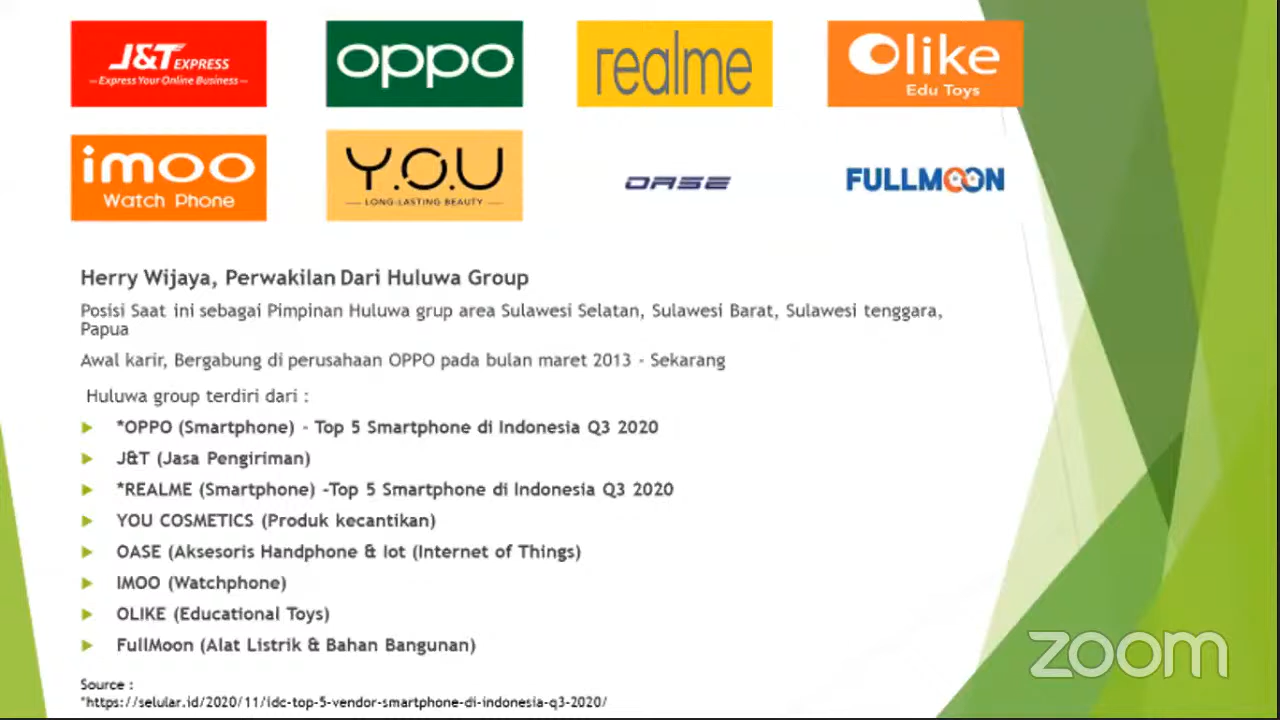 J&T EXPRESS
Express Your Online Business
oppo
realme
Olike
Edu Toys
imoo
Watch Phone
Y.O.U
LONG-LASTING BEAUTY
OASE
FULLMOON
Herry Wijaya, Perwakilan Dari Huluwa Group
Posisi Saat ini sebagai Pimpinan Huluwa grup area Sulawesi Selatan, Sulawesi Barat, Sulawesi tenggara,
Papua
Awal karir, Bergabung di perusahaan OPPO pada bulan maret 2013 - Sekarang
Huluwa group terdiri dari :
*OPPO (Smartphone) - Top 5 Smartphone di Indonesia Q3 2020
J&T (Jasa Pengiriman)
*REALME (Smartphone) -Top 5 Smartphone di Indonesia Q3 2020
YOU COSMETICS (Produk kecantikan)
OASE (Aksesoris Handphone & Iot (Internet of Things)
IMOO (Watchphone)
OLIKE (Educational Toys)
FullMoon (Alat Listrik & Bahan Bangunan)
Source :
*https://selular.id/2020/11/idc-top-5-vendor-smartphone-di-indonesia-q3-2020/
zoom